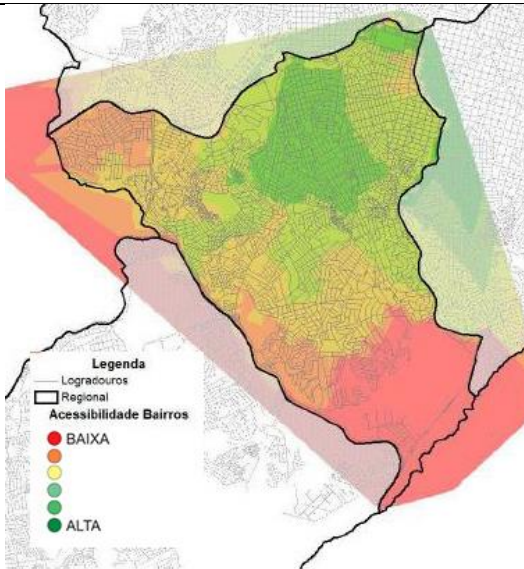 Legenda
Logradouros
Regional
Acessibilidade Bairros
BAIXA
ALTA